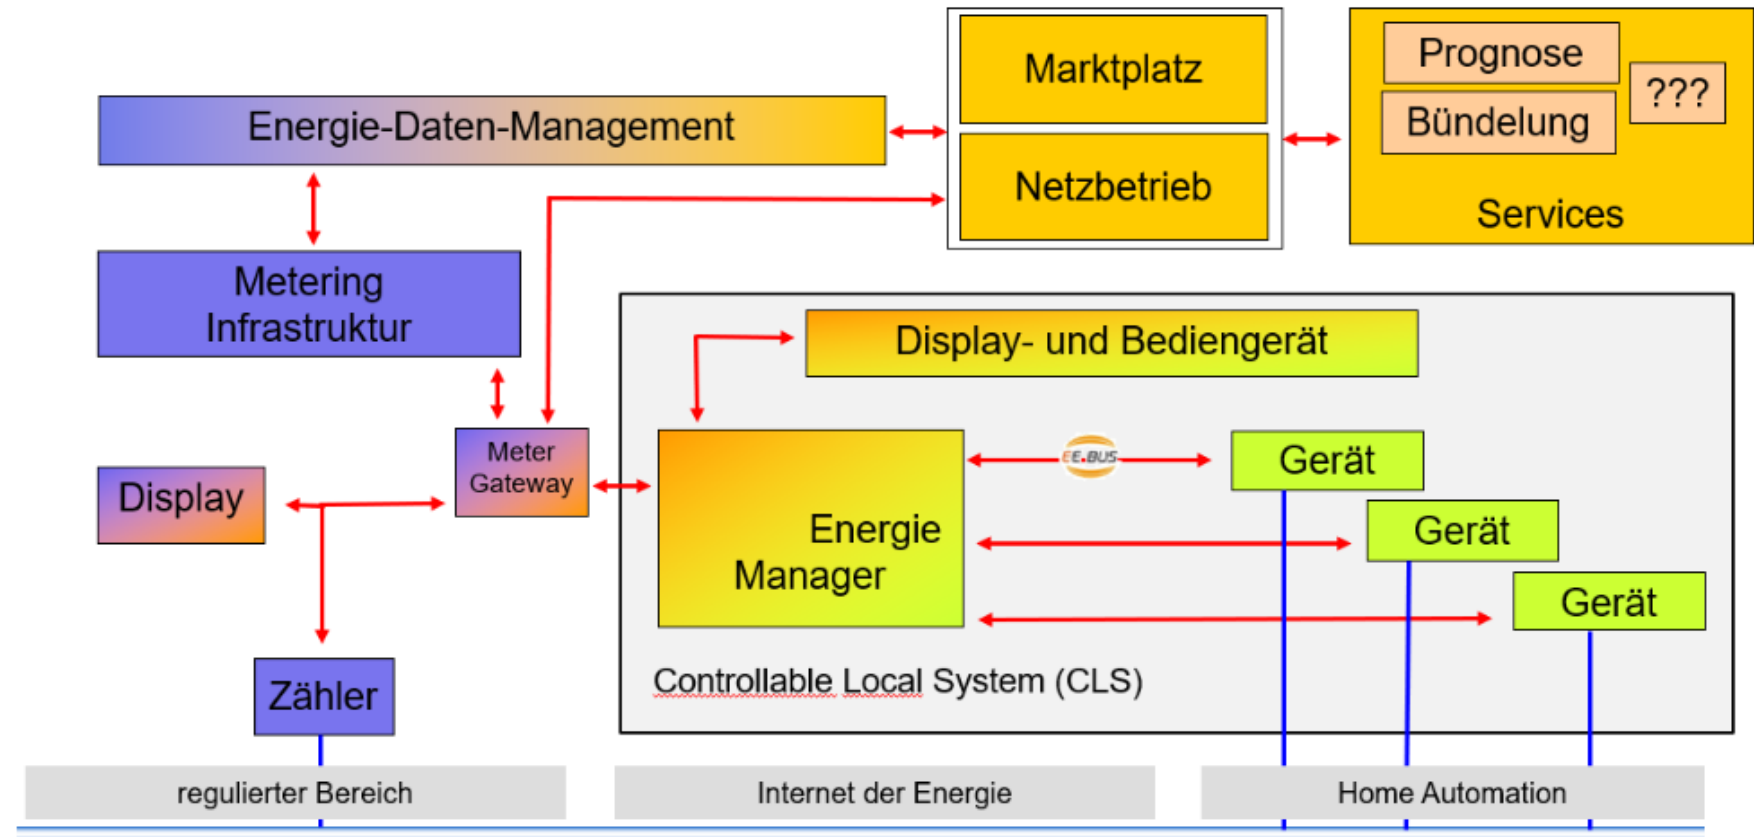 Marktplatz
Prognose
???
Bündelung
Energie-Daten-Management
Netzbetrieb
Services
Metering
Infrastruktur
Display- und Bediengerät
Meter
Gateway
EE.BUS
Gerät
Display
Energie
Manager
Gerät
Gerät
Controllable Local System (CLS)
Zähler
regulierter Bereich
Internet der Energie
Home Automation